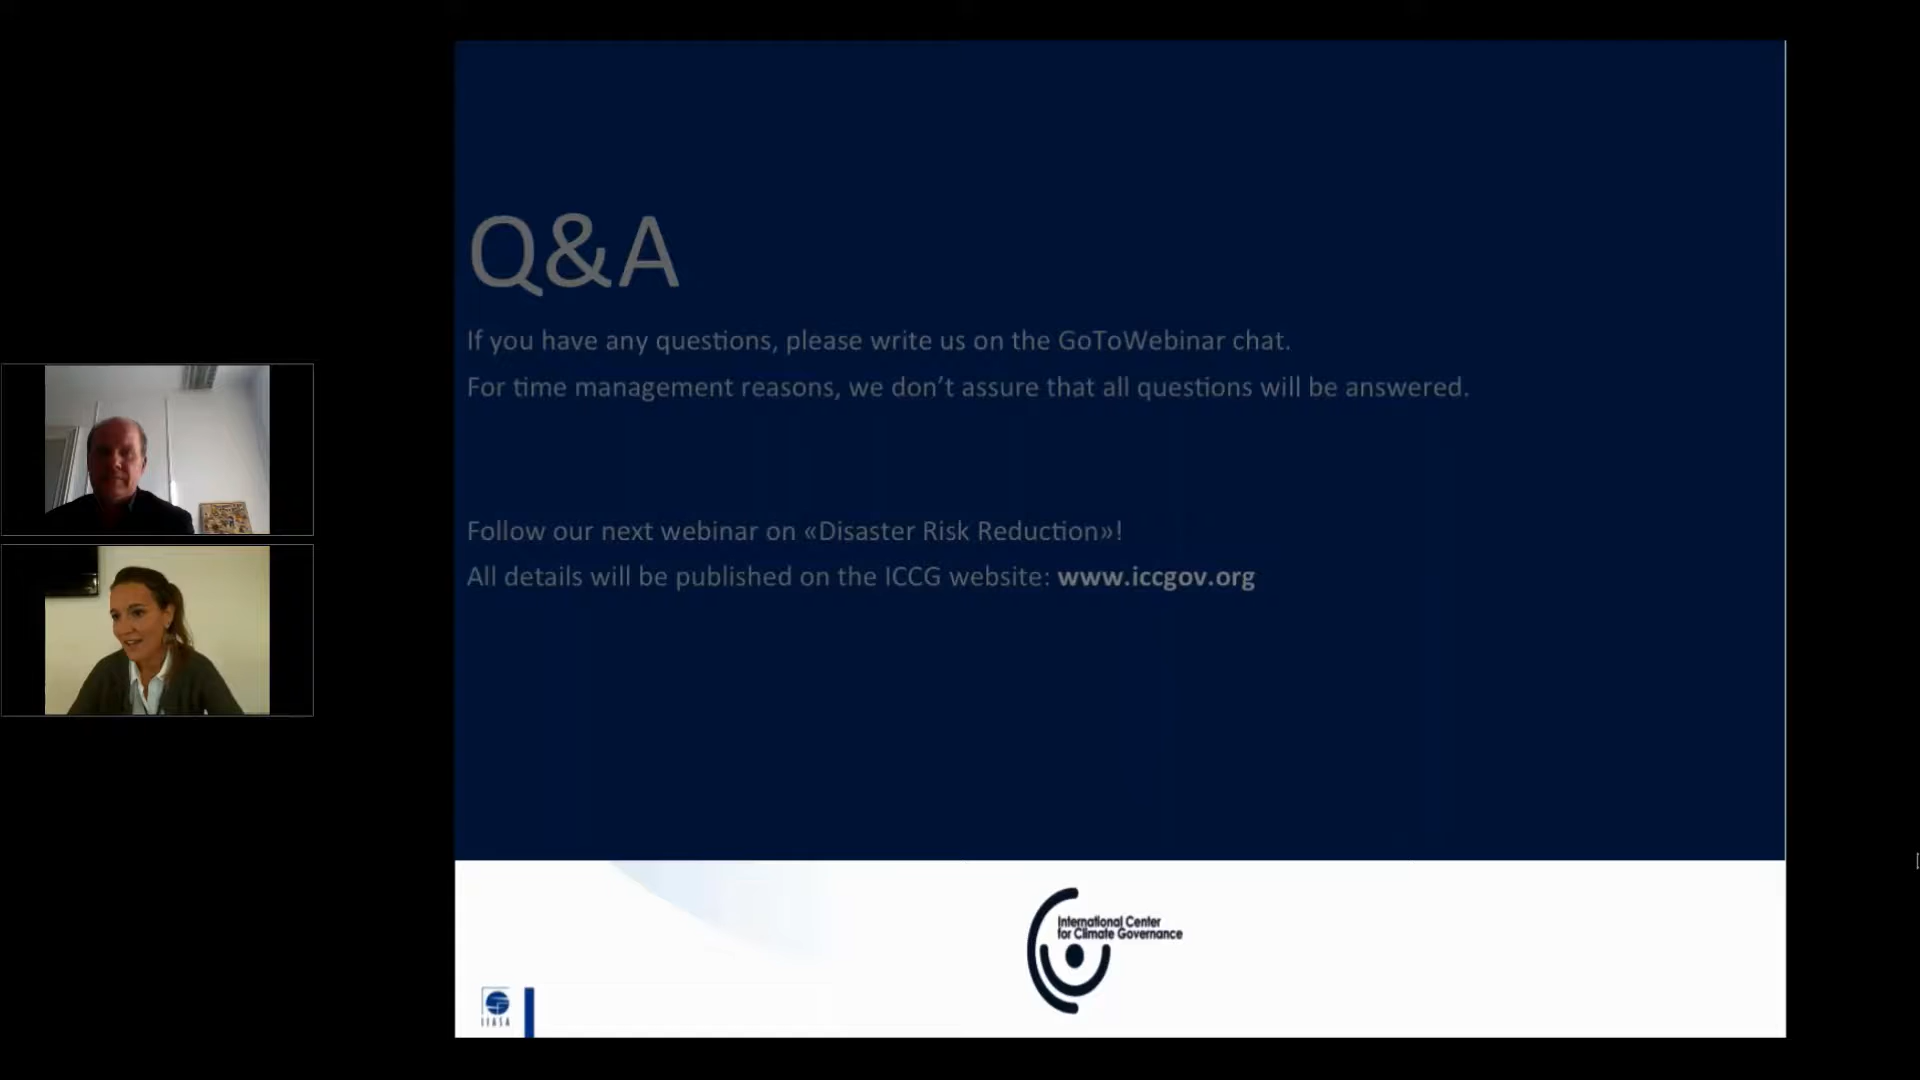 Q&A
If you have any questions, please write us on the GoToWebinar chat.
For time management reasons, we don't assure that all questions will be answered.
Follow our next webinar on «Disaster Risk Reduction»!
All details will be published on the ICCG website: www.iccgov.org
International Center
for Climate Governance
IIASA